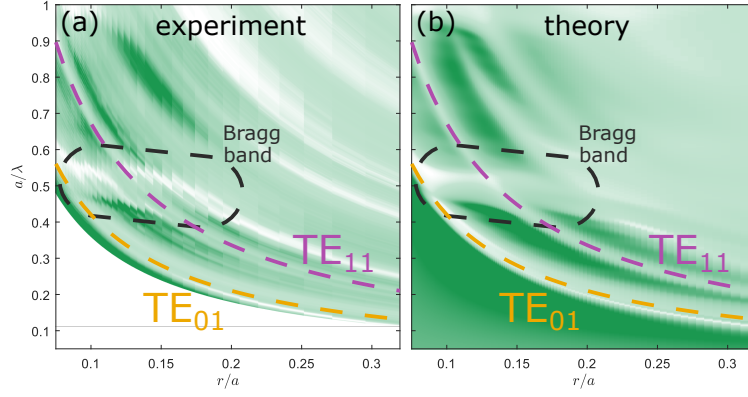 (a) experiment
(b) theory
1
0.9
0.8
0.7
0.6
0.5
0.4
0.3
0.2
0.1
a/λ
Bragg
band
Bragg
band
TE11
TE01
TE11
TE01
0.1
0.15
0.2
0.25
0.3
0.1
0.15
0.2
0.25
0.3
r/a
r/a